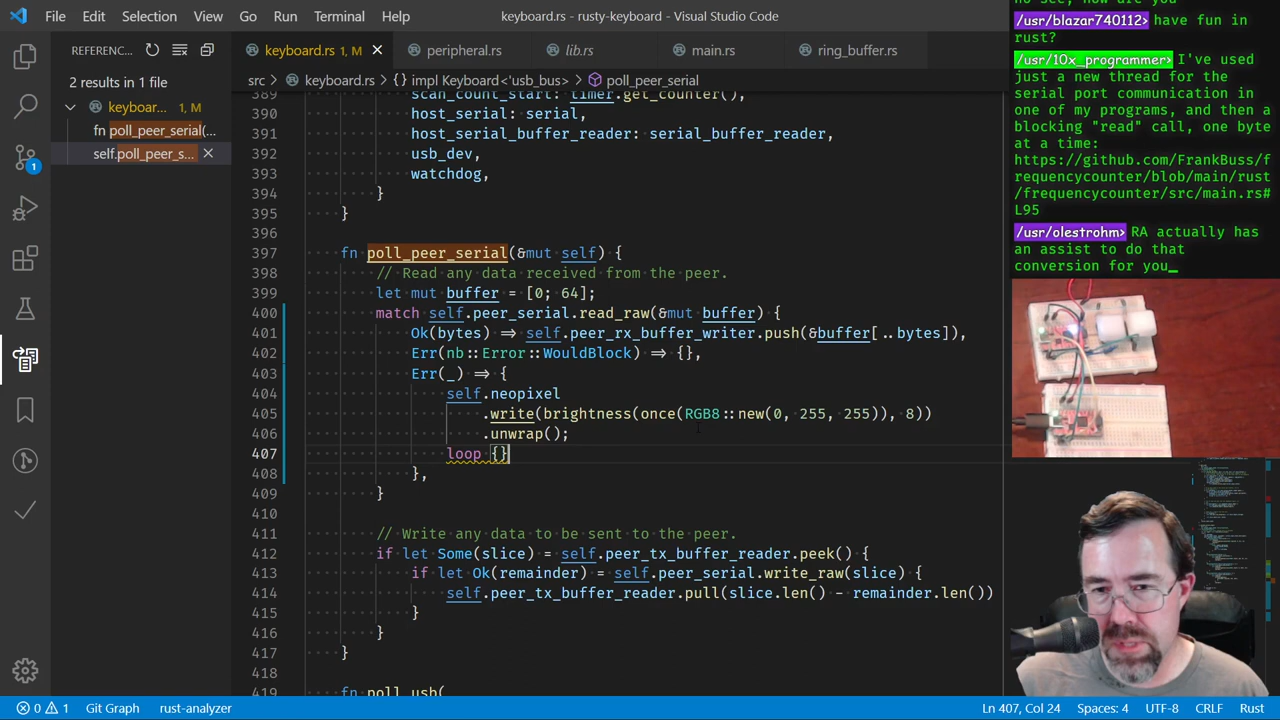 File Edit Selection View Go Run Terminal Help
keyboard.rs - rusty-keyboard - Visual Studio Code
REFERENC...
keyboard.rs 1, M
peripheral.rs
lib.rs
main.rs
ring_buffer.rs
2 results in 1 file
src > keyboard.rs > {} impl Keyboard<'usb_bus> > poll_peer_serial
keyboar... 1, M
fn poll_peer_serial(...
self.poll_peer_s...
389 scan_count_start: timer.get_counter(),
390 host_serial: serial,
391 host_serial_buffer_reader: serial_buffer_reader,
392 usb_dev,
393 watchdog,
394 }
395 }
396
397 fn poll_peer_serial(&mut self) {
398 // Read any data received from the peer.
399 let mut buffer = [0; 64];
400 match self.peer_serial.read_raw(&mut buffer) {
401 Ok(bytes) => self.peer_rx_buffer_writer.push(&buffer[..bytes]),
402 Err(nb::Error::WouldBlock) => {},
403 Err(_) => {
404 self.neopixel
405 .write(brightness(once(RGB8::new(0, 255, 255)), 8))
406 .unwrap();
407 loop {}
408 },
409 }
410
411 // Write any data to be sent to the peer.
412 if let Some(slice) = self.peer_tx_buffer_reader.peek() {
413 if let Ok(remainder) = self.peer_serial.write_raw(slice) {
414 self.peer_tx_buffer_reader.pull(slice.len() - remainder.len())
415 }
416 }
417 }
418
419 fn poll_usb(
no see, how are you
/usr/blazar740112> have fun in
rust?
/usr/10x_programmer> I've used
just a new thread for the
serial port communication in
one of my programs, and then a
blocking "read" call, one byte
at a time:
https://github.com/FrankBuss/f
requencycounter/blob/main/rust
/frequencycounter/src/main.rs#
L95
/usr/olestrohm> RA actually has
an assist to do that
conversion for you_
1
0 1 Git Graph rust-analyzer
Ln 407, Col 24 Spaces: 4 UTF-8 CRLF Rust